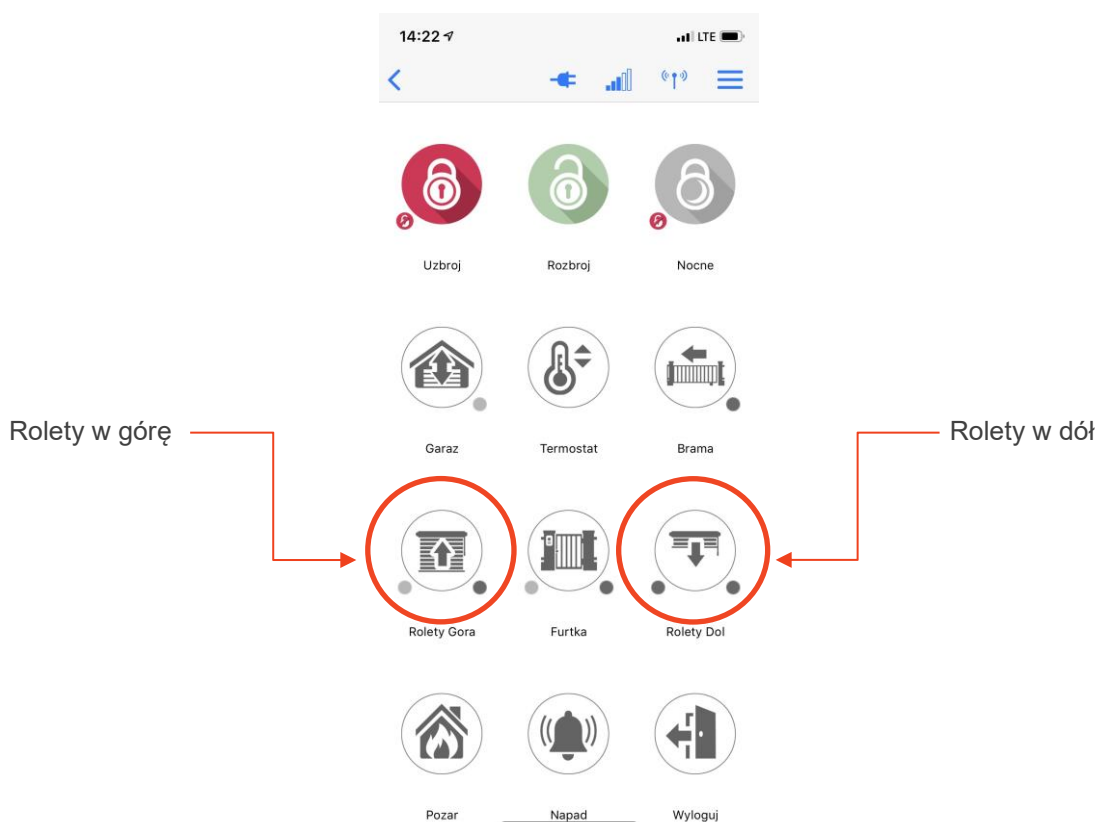 14:22
LTE
Uzbroj
Rozbroj
Nocne
Garaz
Termostat
Brama
Rolety w górę
Rolety w dół
Rolety Gora
Furtka
Rolety Dol
Pozar
Napad
Wyloguj